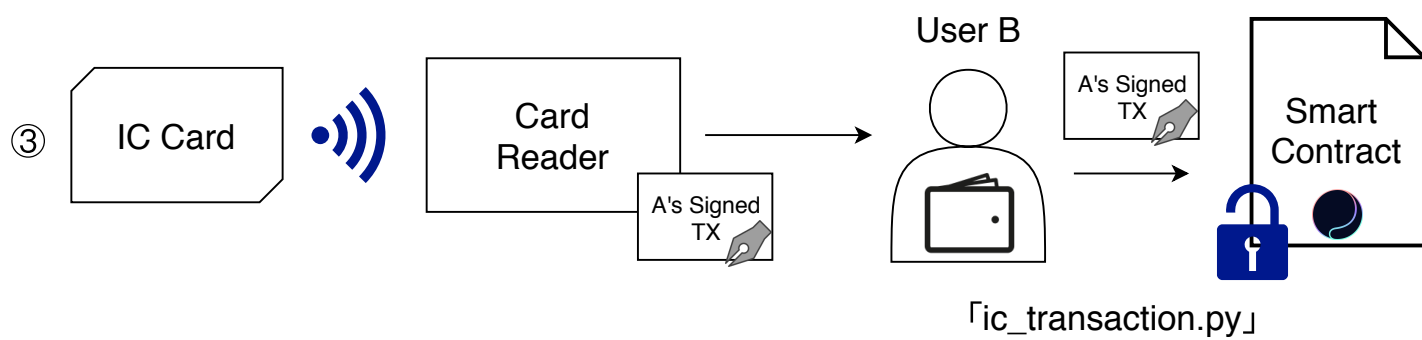 ③
IC Card
Card
Reader
A's Signed
TX
User B
A's Signed
TX
Smart
Contract
「ic_transaction.py」